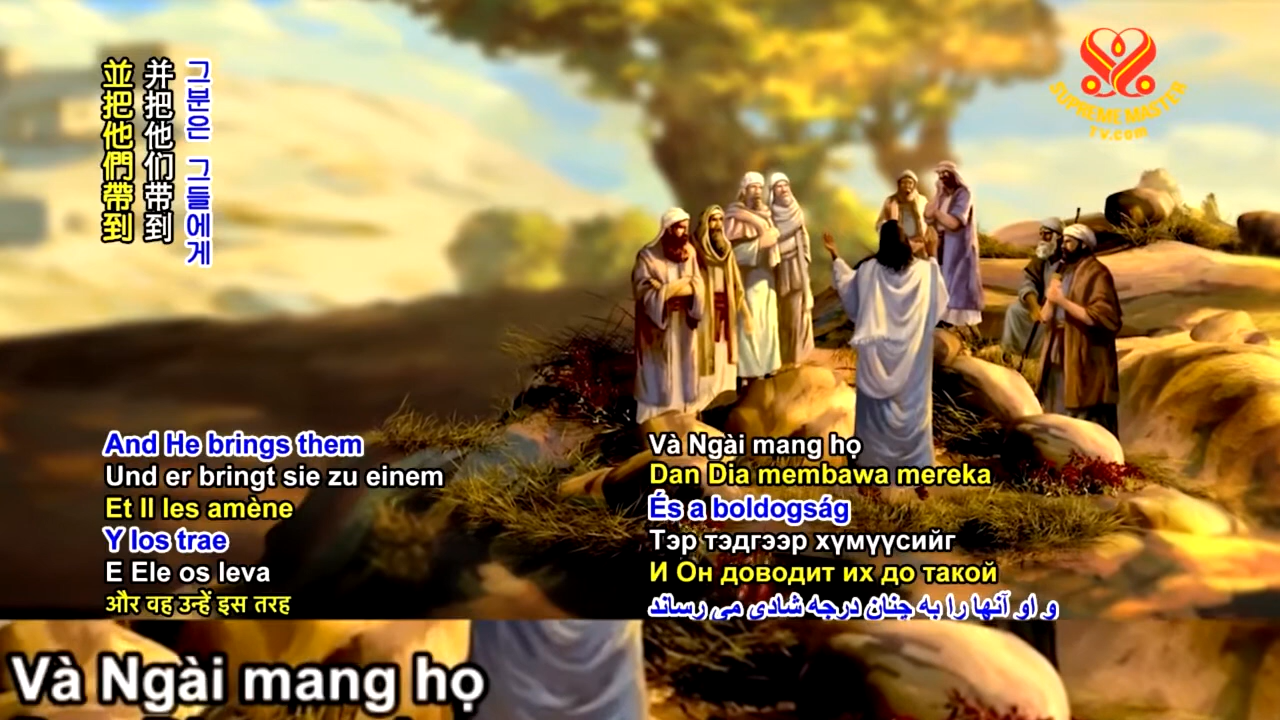 並把他們帶到
并把他们带到
그분은 그들에게
SUPREME MASTER
TV.com
And He brings them
Und er bringt sie zu einem
Et Il les amène
Y los trae
E Ele os leva
और वह उन्हें इस तरह
Và Ngài mang họ
Dan Dia membawa mereka
És a boldogság
Тэр тэдгээр хүмүүсийг
И Он доводит их до такой
و او آنها را به چنان درجه شادی می رساند
Và Ngài mang họ